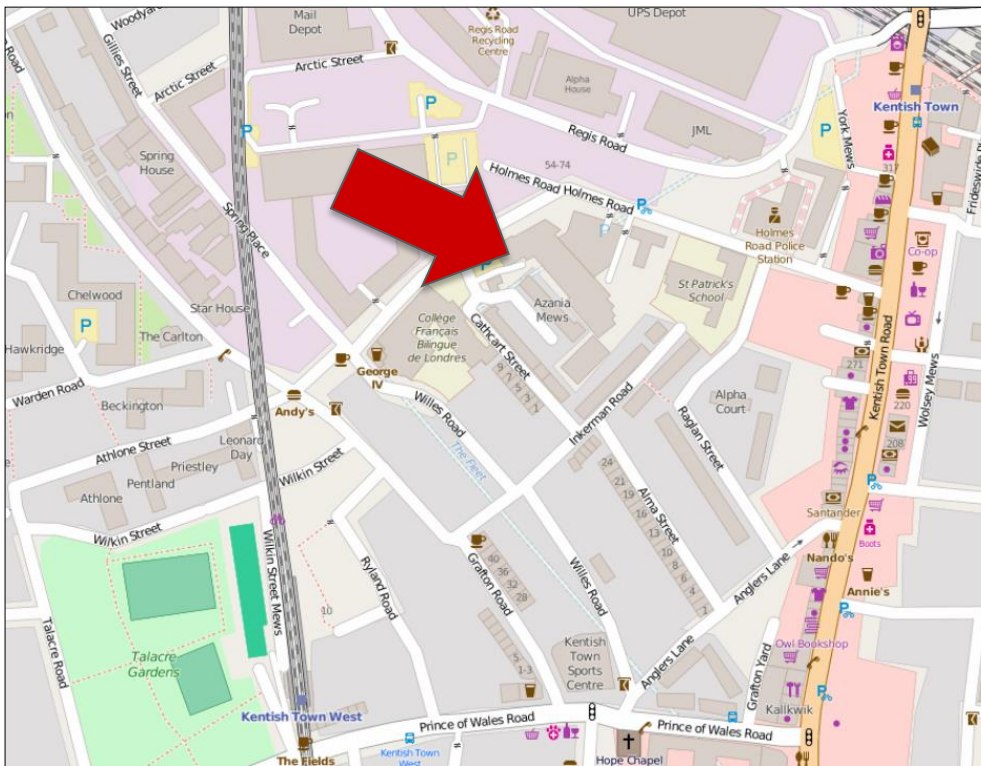 Woodyard
Mail
Depot
Regis Road
Recycling
Centre
UPS Depot
Gillies Street
Arctic Street
Arctic Street
Road
Kentish Town
Alpha
House
JML
York Mews
P
P
P
P
Spring
House
Regis Road
54-74
Holmes Road Holmes Road
317
Frideswide
Spring Place
P
Holmes
Road Police
Station
Co-op
Chelwood
P
St Patrick's
School
Azania
Mews
Star House
Collège
Français
Bilingue
de Londres
Cathcart Street
Hawkridge
The Carlton
George
IV
9
7
5
3
1
Kentish Town Road
271
Wolsey Mews
Warden Road
Beckington
Andy's
Willes Road
Inkerman Road
Alpha
Court
220
Athlone Street
Leonard
Day
Priestley
Raglan Street
208
Pentland
Athlone
Wilkin Street
The Fleet
24
21
19
16
13
10
8
6
4
1
Alma Street
Santander
Boots
Wilkin Street
Nando's
Wilkin Street Mews
Ryland Road
40
36
32
28
Grafton Road
Willes Road
Anglers Lane
Annie's
10
Talacre Road
Talacre
Gardens
5
1-3
Kentish
Town
Sports
Centre
Anglers Lane
Grafton Yard
Owl Bookshop
Kallkwik
Kentish Town West
Prince of Wales Road
Prince of Wales Road
The Fields
Kentish Town
West
Hope Chapel